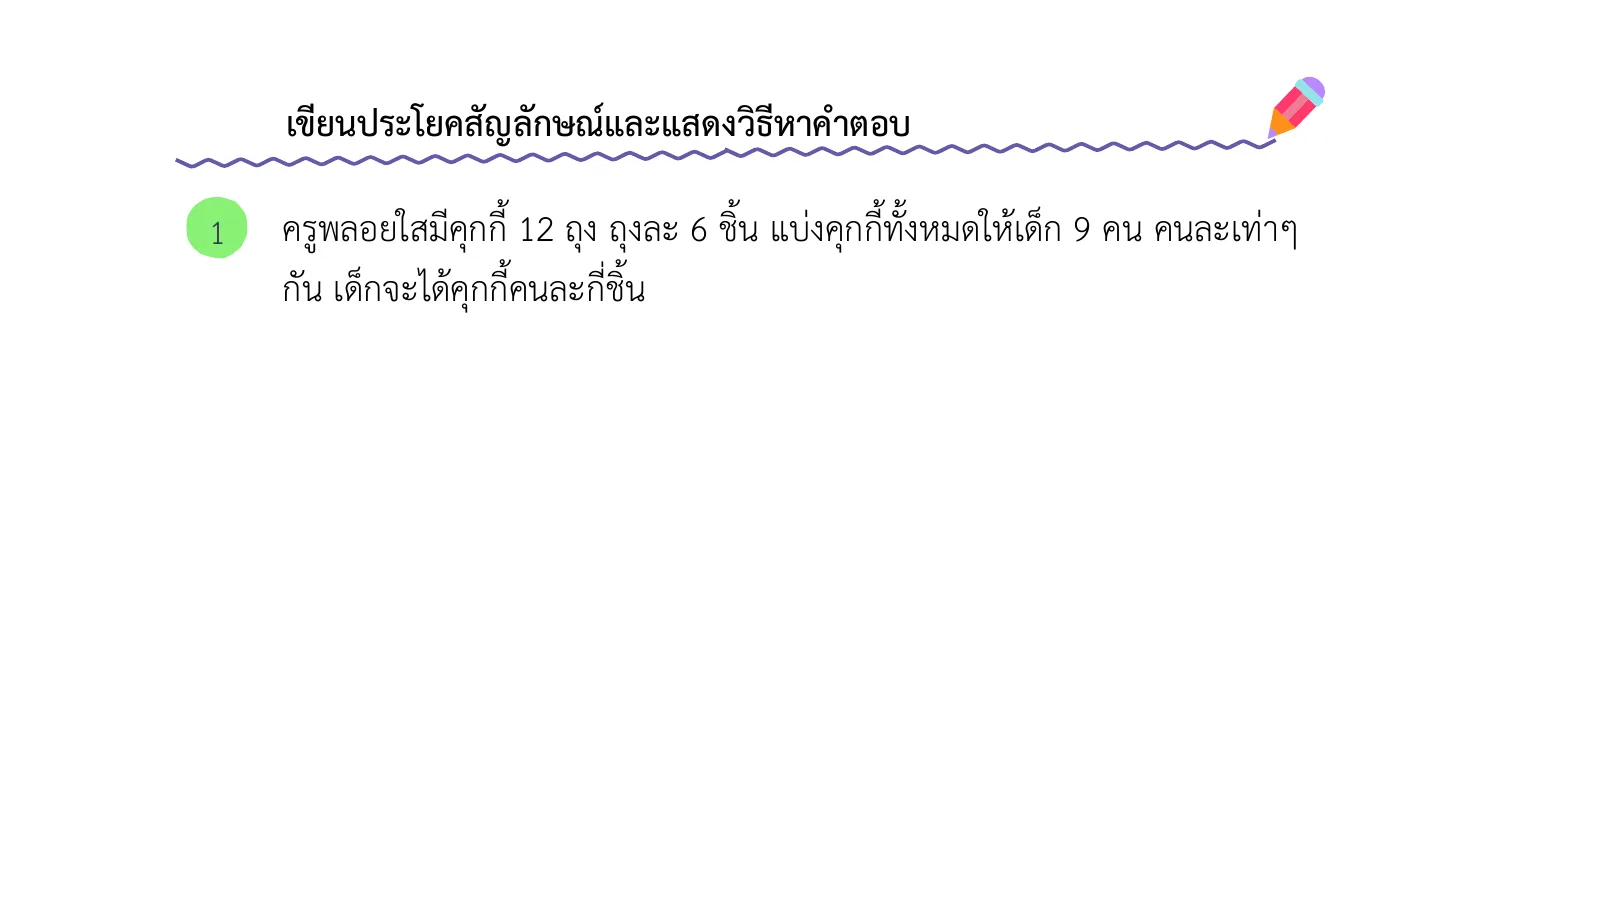 เขียนประโยคสัญลักษณ์และแสดงวิธีหาคำตอบ
1 ครูพลอยใสมีคุกกี้ 12 ถุง ถุงละ 6 ชิ้น แบ่งคุกกี้ทั้งหมดให้เด็ก 9 คน คนละเท่าๆ
กัน เด็กจะได้คุกกี้คนละกี่ชิ้น